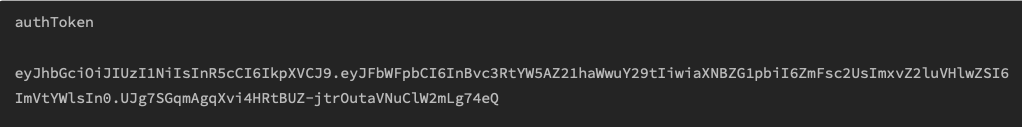 authToken
eyJhbGciOiJIUzI1NiIsInR5cCI6IkpXVCJ9.eyJFbWFpbCI6InBvc3RtYW5AZ21haWwuY29tIiwiaXNBZG1pbiI6ZmFsc2UsImxvZ2luVHlwZSI6
ImVtYWlsIn0.UJg7SGqmAgqXvi4HRtBUZ-jtrOutaVNuClW2mLg74eQ